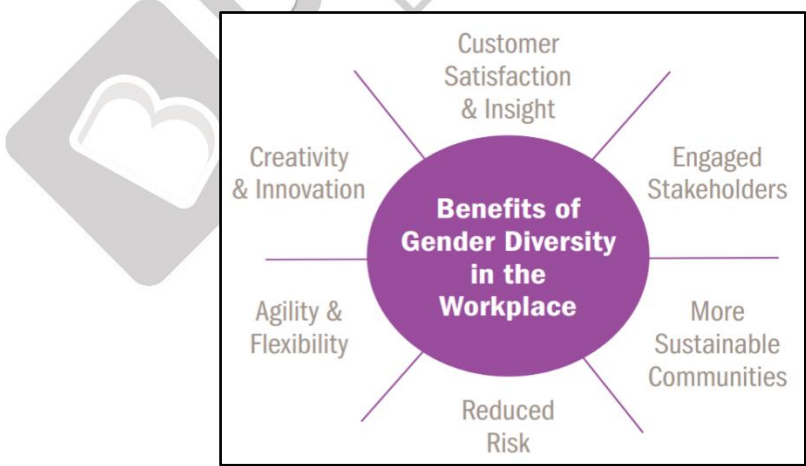 Customer
Satisfaction
& Insight
Engaged
Stakeholders
More
Sustainable
Communities
Reduced
Risk
Agility &
Flexibility
Creativity
& Innovation
Benefits of
Gender Diversity
in the
Workplace